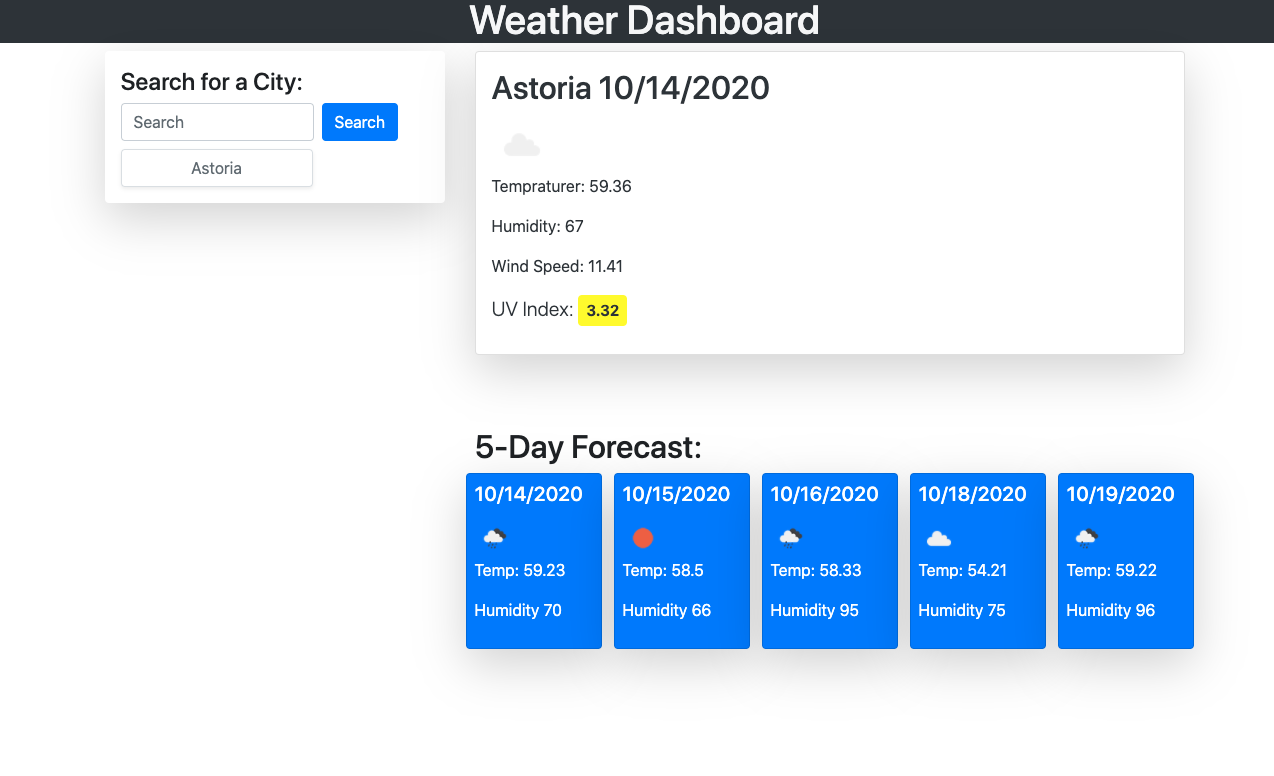 Weather Dashboard
Search for a City:
Search
Search
Astoria
Astoria 10/14/2020
Tempraturer: 59.36
Humidity: 67
Wind Speed: 11.41
UV Index: 3.32
5-Day Forecast:
10/14/2020
Temp: 59.23
Humidity 70
10/15/2020
Temp: 58.5
Humidity 66
10/16/2020
Temp: 58.33
Humidity 95
10/18/2020
Temp: 54.21
Humidity 75
10/19/2020
Temp: 59.22
Humidity 96